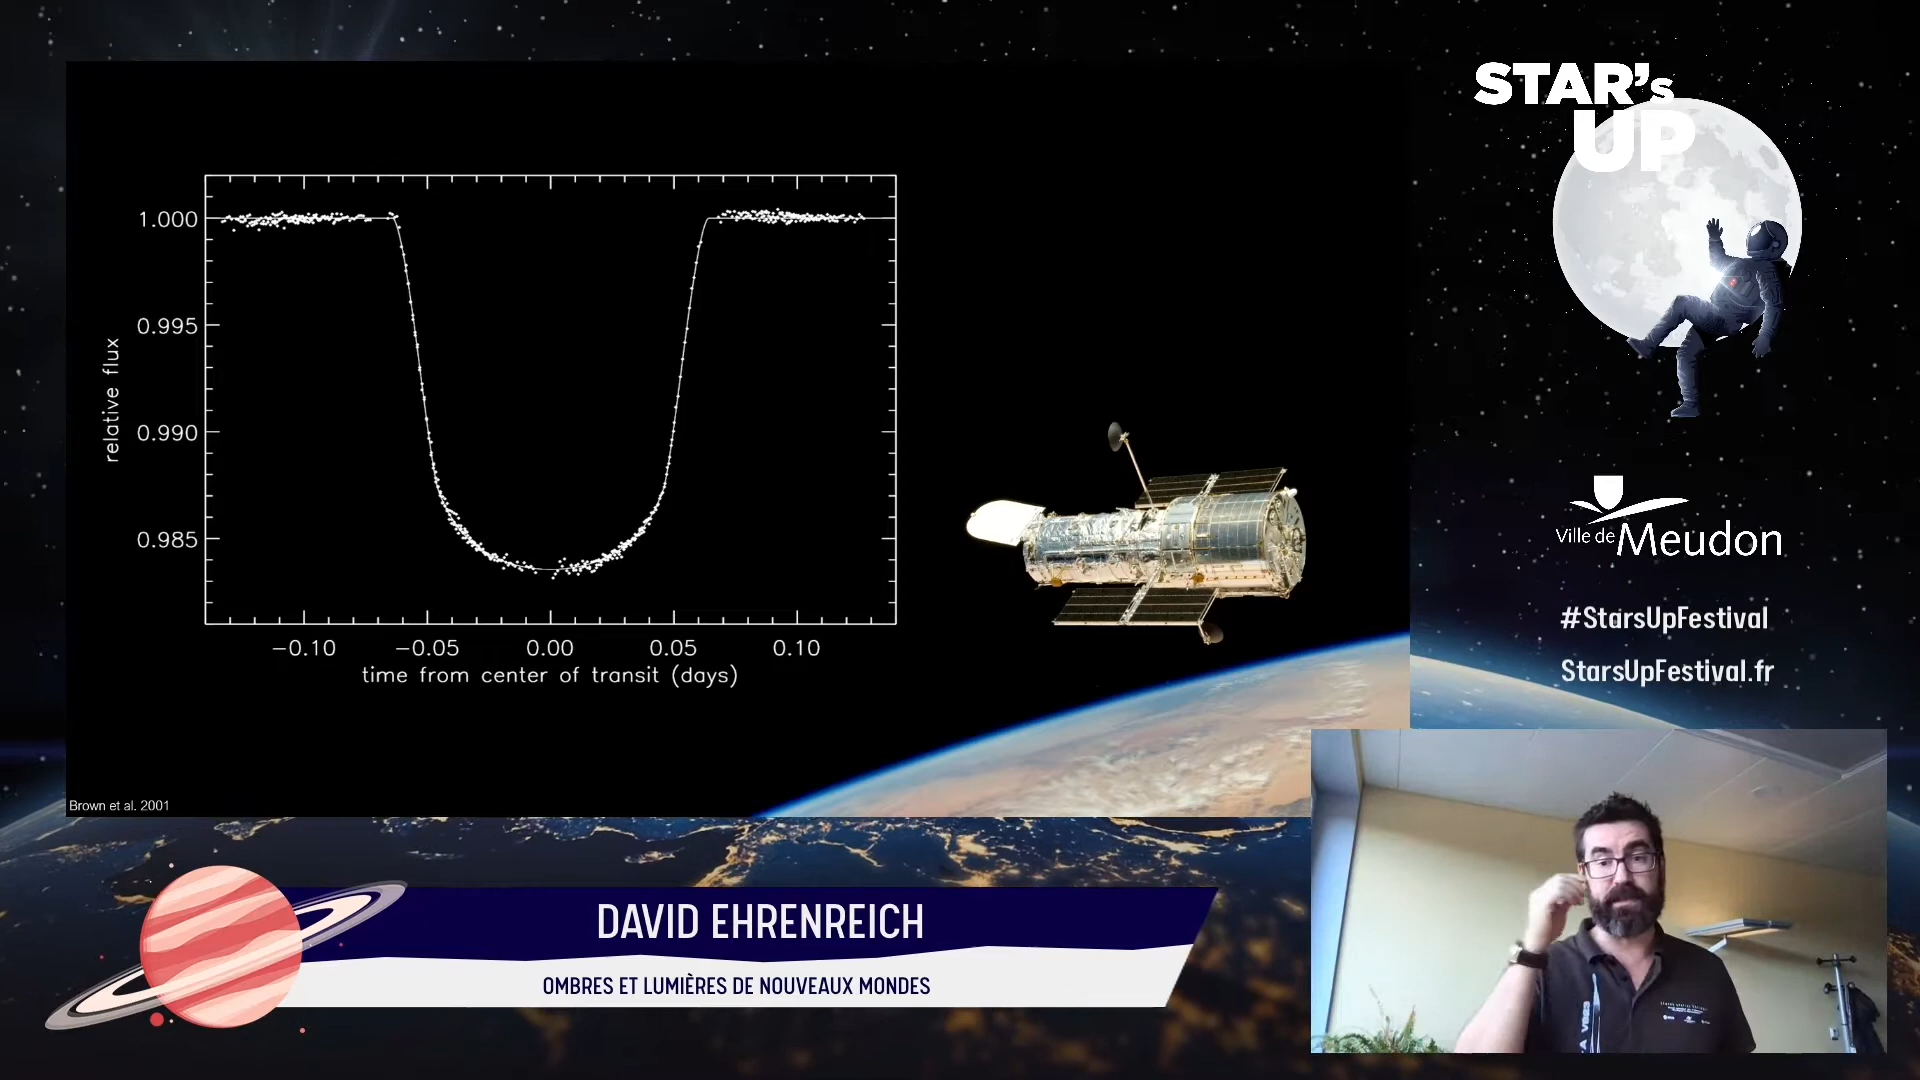 STAR's
UP
1.000
0.995
0.990
0.985
relative flux
−0.10 −0.05 0.00 0.05 0.10
time from center of transit (days)
Brown et al. 2001
Ville de Meudon
#StarsUpFestival
StarsUpFestival.fr
DAVID EHRENREICH
OMBRES ET LUMIÈRES DE NOUVEAUX MONDES